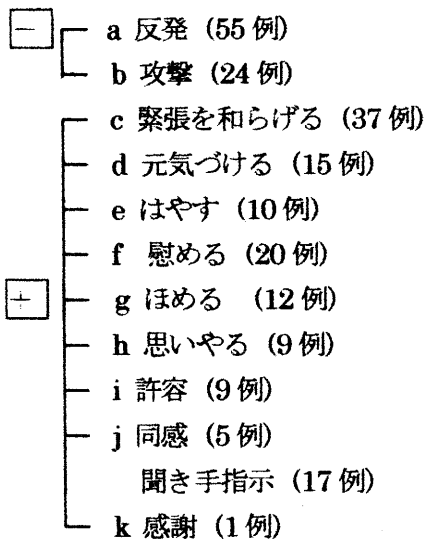 −
a 反発 (55例)
b 攻撃 (24例)
c 緊張を和らげる (37例)
d 元気づける (15例)
e はやす (10例)
f 慰める (20例)
+
g ほめる (12例)
h 思いやる (9例)
i 許容 (9例)
j 同感 (5例)
聞き手指示 (17例)
k 感謝 (1例)